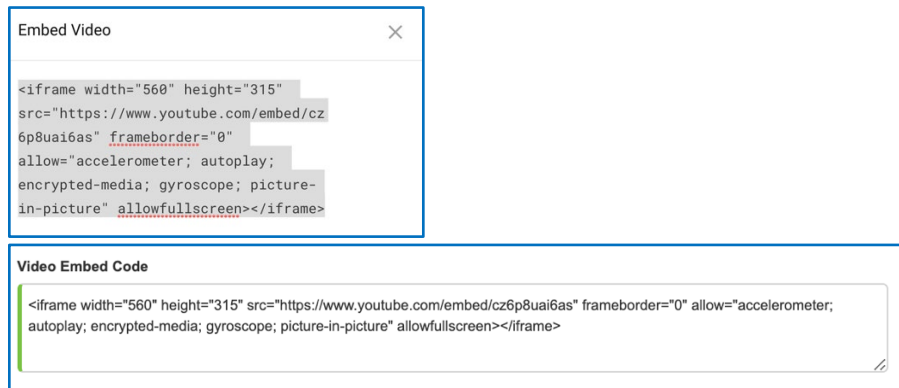 Embed Video
<iframe width="560" height="315"
src="https://www.youtube.com/embed/cz
6p8uai6as" frameborder="0"
allow="accelerometer; autoplay;
encrypted-media; gyroscope; picture-
in-picture" allowfullscreen></iframe>
Video Embed Code
<iframe width="560" height="315" src="https://www.youtube.com/embed/cz6p8uai6as" frameborder="0" allow="accelerometer;
autoplay; encrypted-media; gyroscope; picture-in-picture" allowfullscreen></iframe>